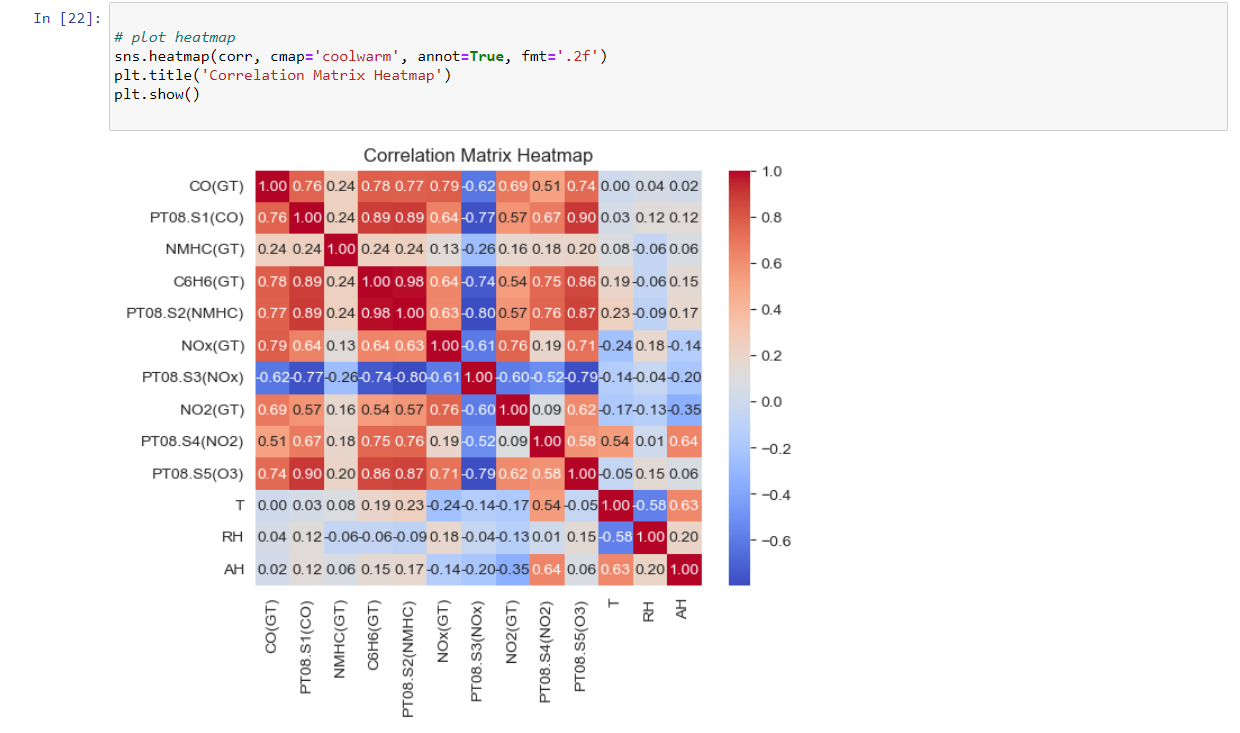 In [22]:
# plot heatmap
sns.heatmap(corr, cmap='coolwarm', annot=True, fmt='.2f')
plt.title('Correlation Matrix Heatmap')
plt.show()
Correlation Matrix Heatmap
CO(GT) 1.00 0.76 0.24 0.78 0.77 0.79 -0.62 0.69 0.51 0.74 0.00 0.04 0.02
PT08.S1(CO) 0.76 1.00 0.24 0.89 0.89 0.64 -0.77 0.57 0.67 0.90 0.03 0.12 0.12
NMHC(GT) 0.24 0.24 1.00 0.24 0.24 0.13 -0.26 0.16 0.18 0.20 0.08 -0.06 0.06
C6H6(GT) 0.78 0.89 0.24 1.00 0.98 0.64 -0.74 0.54 0.75 0.86 0.19 -0.06 0.15
PT08.S2(NMHC) 0.77 0.89 0.24 0.98 1.00 0.63 -0.80 0.57 0.76 0.87 0.23 -0.09 0.17
NOx(GT) 0.79 0.64 0.13 0.64 0.63 1.00 -0.61 0.76 0.19 0.71 -0.24 0.18 -0.14
PT08.S3(NOx) -0.62 -0.77 -0.26 -0.74 -0.80 -0.61 1.00 -0.60 -0.52 -0.79 -0.14 -0.04 -0.20
NO2(GT) 0.69 0.57 0.16 0.54 0.57 0.76 -0.60 1.00 0.09 0.62 -0.17 -0.13 -0.35
PT08.S4(NO2) 0.51 0.67 0.18 0.75 0.76 0.19 -0.52 0.09 1.00 0.58 0.54 0.01 0.64
PT08.S5(O3) 0.74 0.90 0.20 0.86 0.87 0.71 -0.79 0.62 0.58 1.00 -0.05 0.15 0.06
T 0.00 0.03 0.08 0.19 0.23 -0.24 -0.14 -0.17 0.54 -0.05 1.00 -0.58 0.63
RH 0.04 0.12 -0.06 -0.06 -0.09 0.18 -0.04 -0.13 0.01 0.15 -0.58 1.00 0.20
AH 0.02 0.12 0.06 0.15 0.17 -0.14 -0.20 -0.35 0.64 0.06 0.63 0.20 1.00
CO(GT)
PT08.S1(CO)
NMHC(GT)
C6H6(GT)
PT08.S2(NMHC)
NOx(GT)
PT08.S3(NOx)
NO2(GT)
PT08.S4(NO2)
PT08.S5(O3)
T
RH
AH
1.0
0.8
0.6
0.4
0.2
0.0
−0.2
−0.4
−0.6